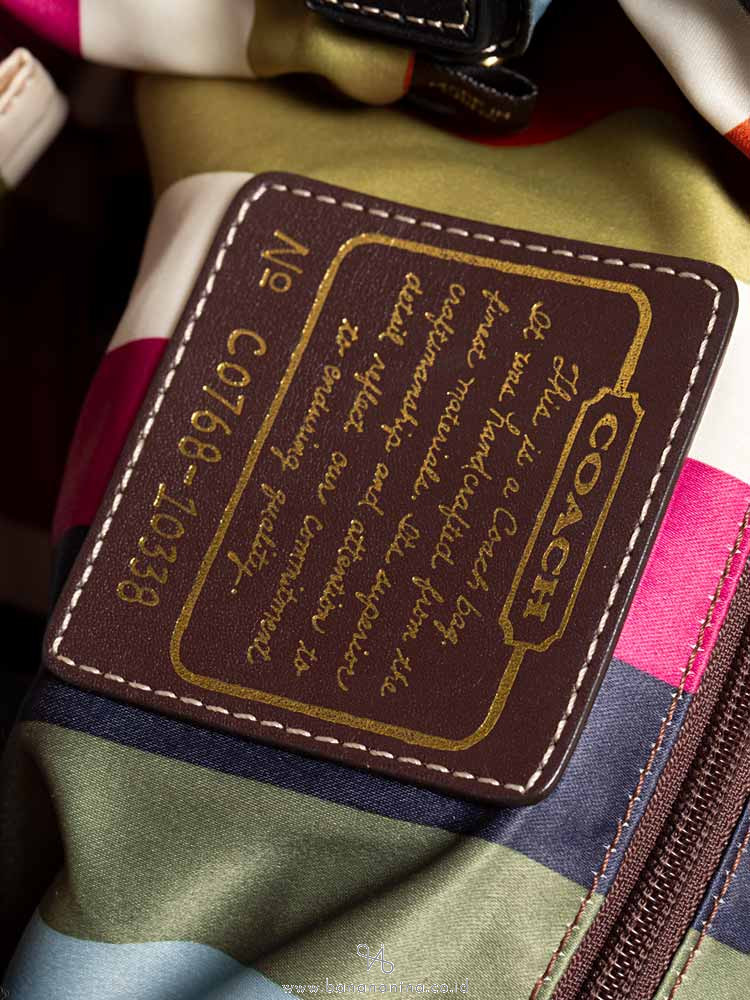 COACH
This is a Coach bag.
It was handcrafted from the
finest materials. Its superior
craftsmanship and attention to
detail reflect our commitment
to enduring quality.
No C0768-10338